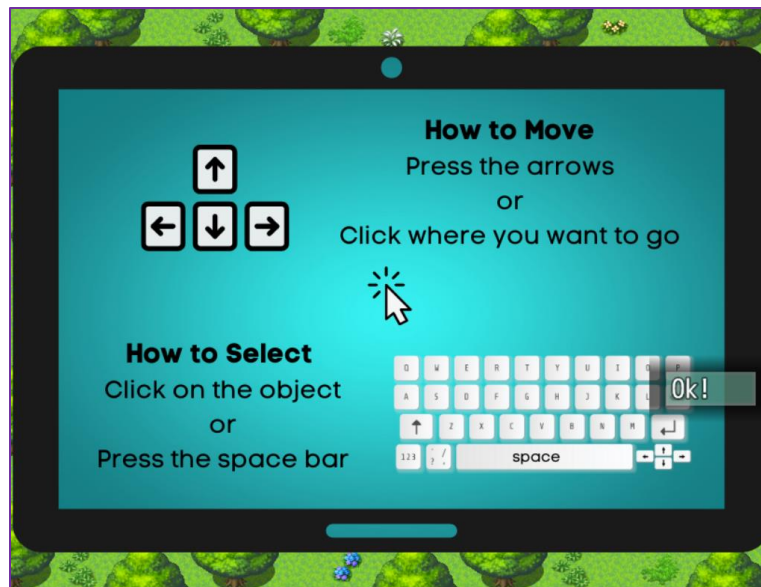 How to Move
Press the arrows
or
Click where you want to go
How to Select
Click on the object
or
Press the space bar
Q W E R T Y U I O P
A S D F G H J K L
Z X C V B N M
123 space
Ok!